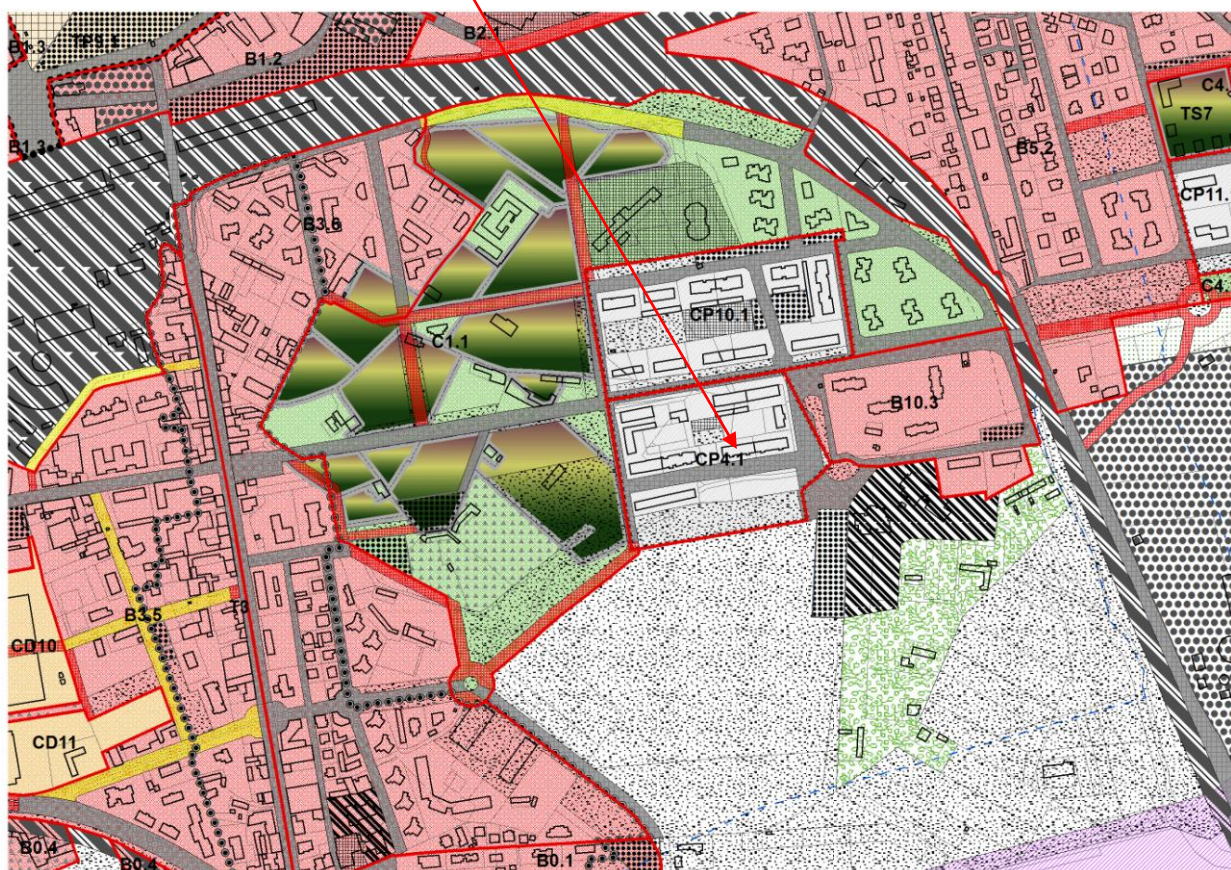 B1.3
TPS.1
B1.2
B2.1
B1.3
C4
TS7
B5.2
CP11
B3.6
C4
CP10.1
C1.1
B10.3
CP4.1
T3
B3.5
CD10
CD11
B0.4
B0.4
B0.1